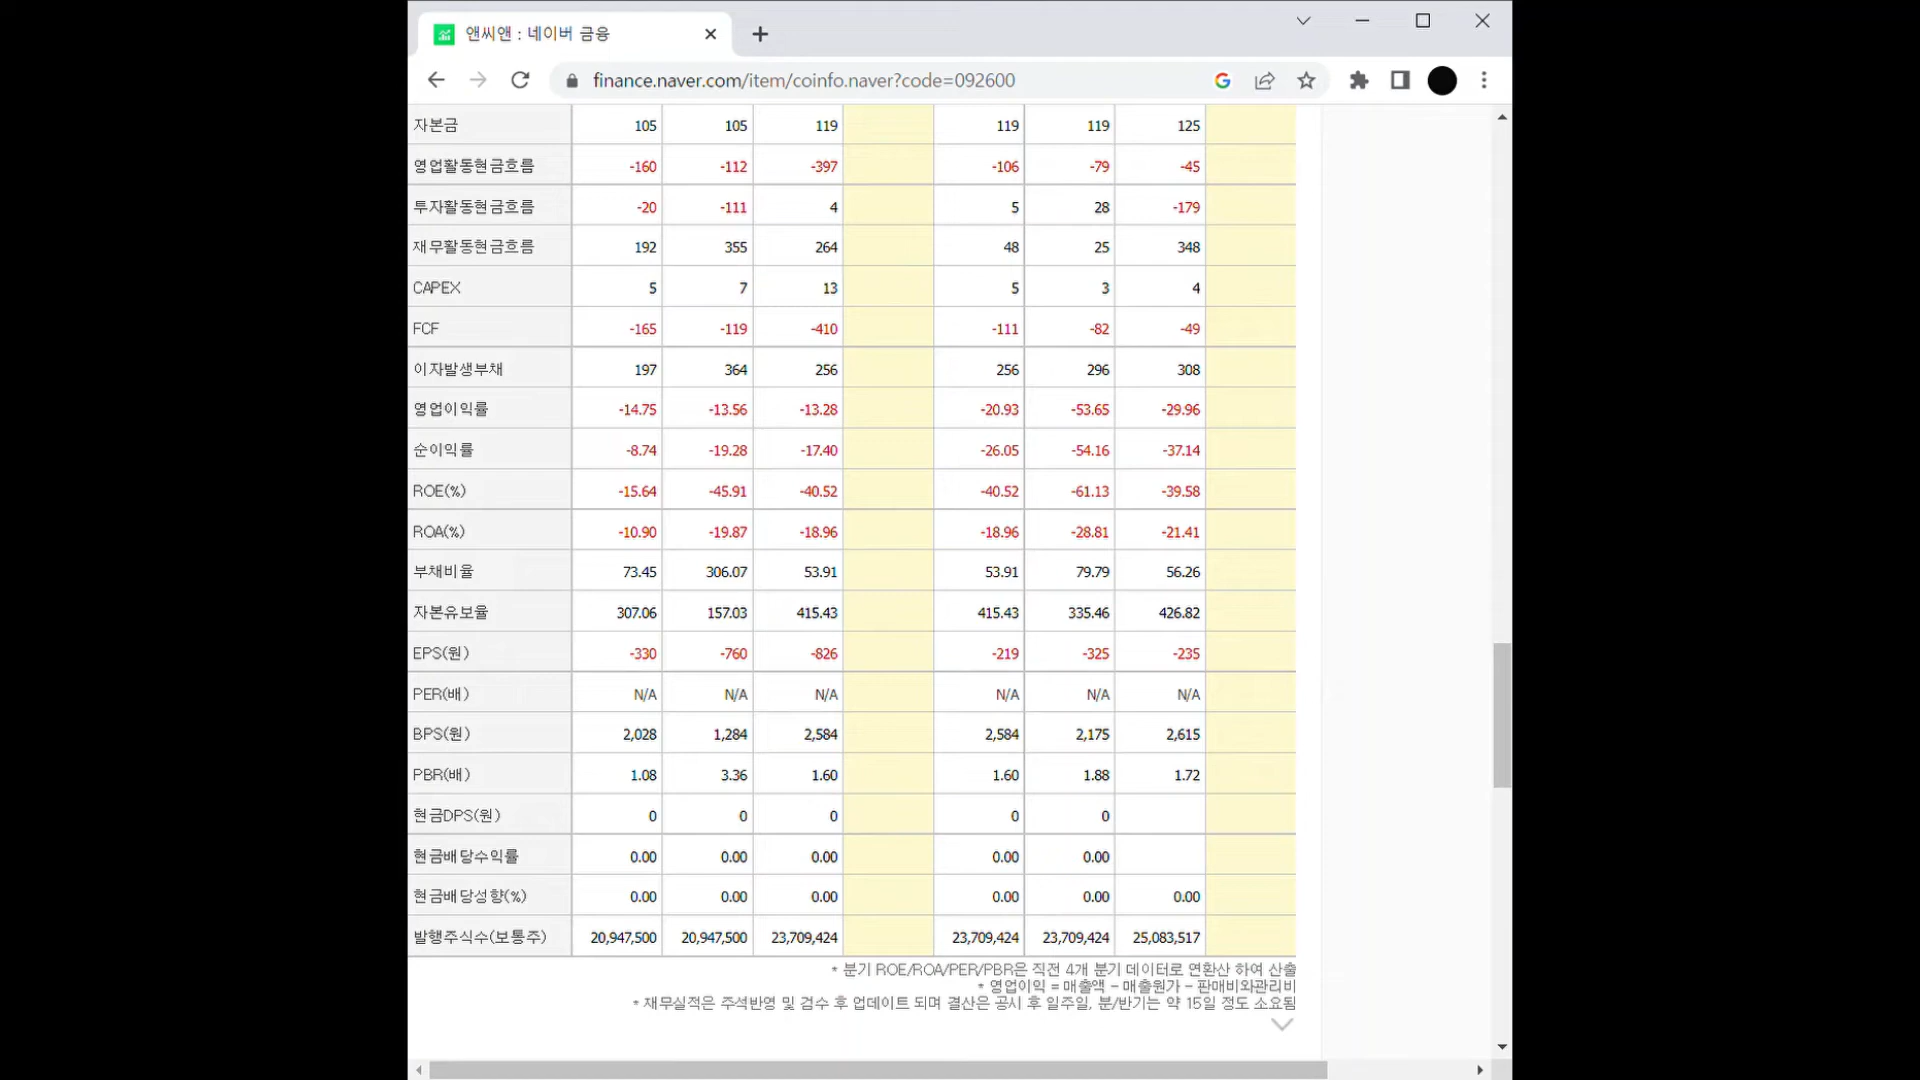 앤씨앤 : 네이버 금융
finance.naver.com/item/coinfo.naver?code=092600
자본금 105 105 119 119 119 125
영업활동현금흐름 -160 -112 -397 -106 -79 -45
투자활동현금흐름 -20 -111 4 5 28 -179
재무활동현금흐름 192 355 264 48 25 348
CAPEX 5 7 13 5 3 4
FCF -165 -119 -410 -111 -82 -49
이자발생부채 197 364 256 256 296 308
영업이익률 -14.75 -13.56 -13.28 -20.93 -53.65 -29.96
순이익률 -8.74 -19.28 -17.40 -26.05 -54.16 -37.14
ROE(%) -15.64 -45.91 -40.52 -40.52 -61.13 -39.58
ROA(%) -10.90 -19.87 -18.96 -18.96 -28.81 -21.41
부채비율 73.45 306.07 53.91 53.91 79.79 56.26
자본유보율 307.06 157.03 415.43 415.43 335.46 426.82
EPS(원) -330 -760 -826 -219 -325 -235
PER(배) N/A N/A N/A N/A N/A N/A
BPS(원) 2,028 1,284 2,584 2,584 2,175 2,615
PBR(배) 1.08 3.36 1.60 1.60 1.88 1.72
현금DPS(원) 0 0 0 0 0
현금배당수익률 0.00 0.00 0.00 0.00 0.00
현금배당성향(%) 0.00 0.00 0.00 0.00 0.00 0.00
발행주식수(보통주) 20,947,500 20,947,500 23,709,424 23,709,424 23,709,424 25,083,517
* 분기 ROE/ROA/PER/PBR은 직전 4개 분기 데이터로 연환산 하여 산출
* 영업이익 = 매출액 - 매출원가 - 판매비와관리비
* 재무실적은 주석반영 및 검수 후 업데이트 되며 결산은 공시 후 일주일, 분/반기는 약 15일 정도 소요됨